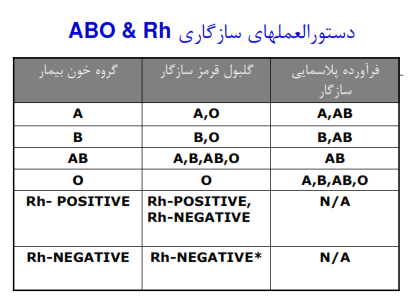 دستورالعملهای سازگاری ABO & Rh
گروه خون بیمار گلبول قرمز سازگار فرآورده پلاسمایی
سازگار
A A,O A,AB
B B,O B,AB
AB A,B,AB,O AB
O O A,B,AB,O
Rh- POSITIVE Rh-POSITIVE, N/A
Rh-NEGATIVE
Rh-NEGATIVE Rh-NEGATIVE* N/A